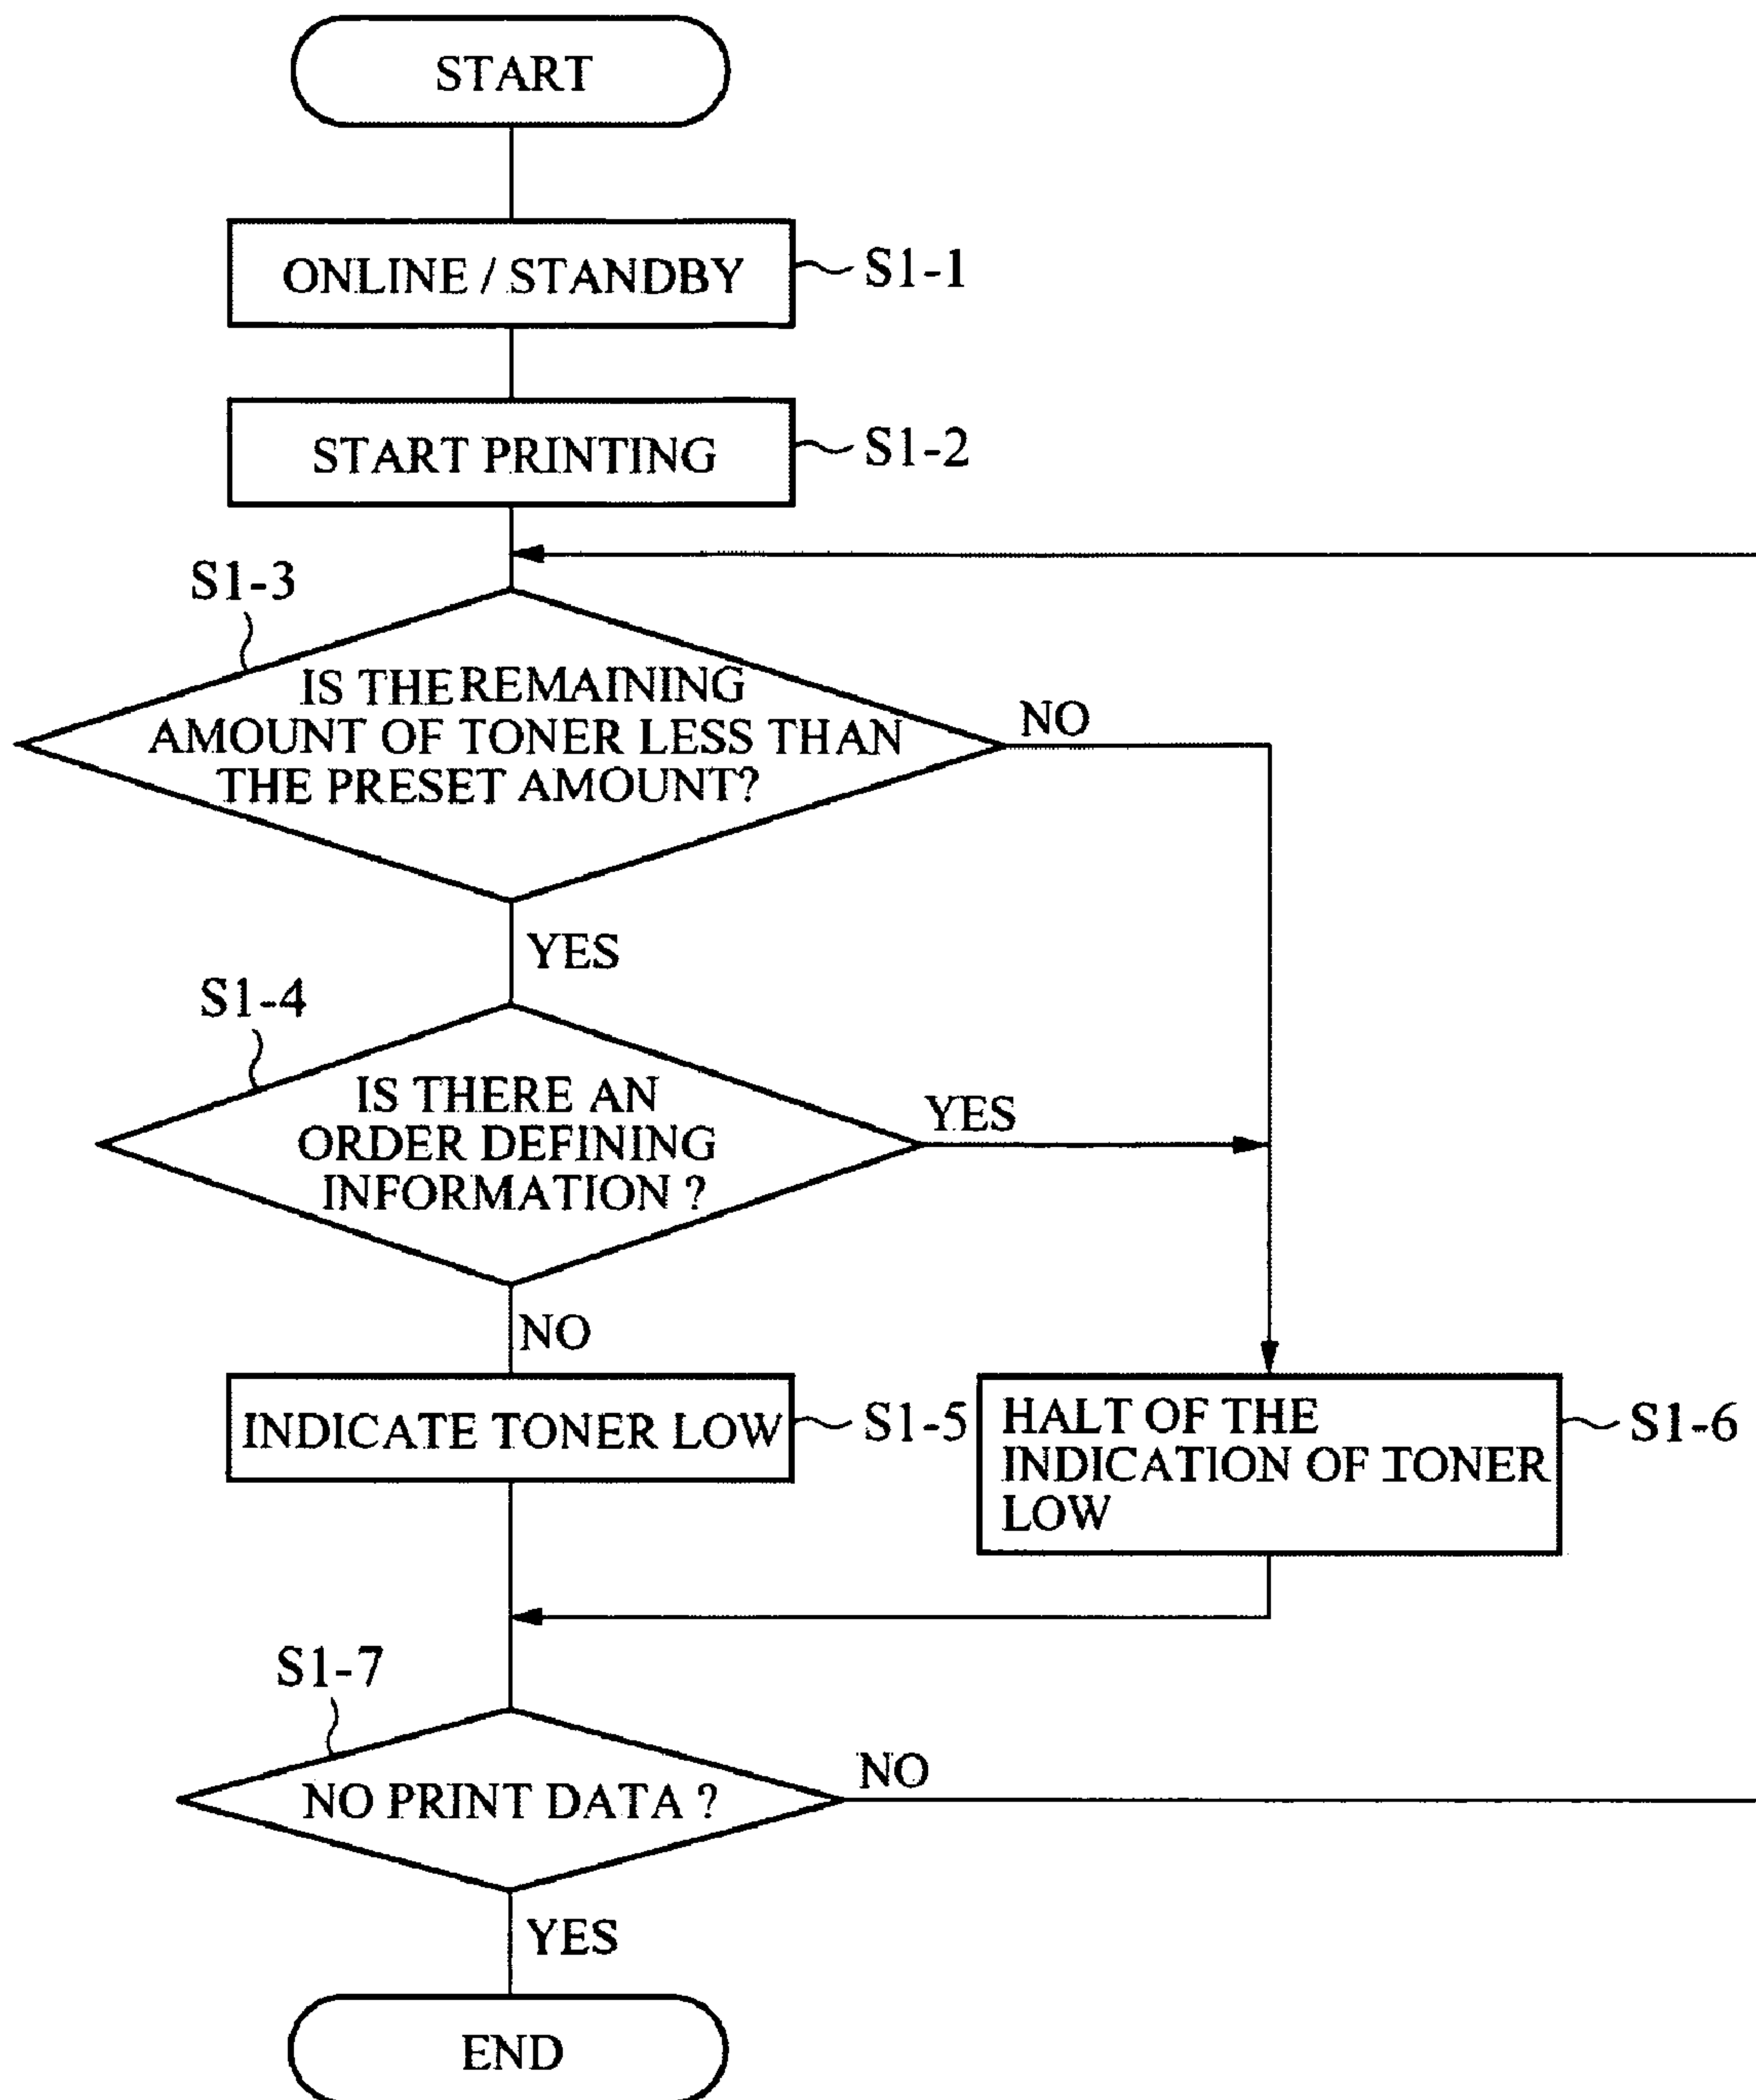 START
ONLINE / STANDBY
S1-1
START PRINTING
S1-2
S1-3
IS THE REMAINING
AMOUNT OF TONER LESS THAN
THE PRESET AMOUNT?
NO
YES
S1-4
IS THERE AN
ORDER DEFINING
INFORMATION ?
YES
NO
INDICATE TONER LOW
S1-5
HALT OF THE
INDICATION OF TONER
LOW
S1-6
S1-7
NO PRINT DATA ?
NO
YES
END